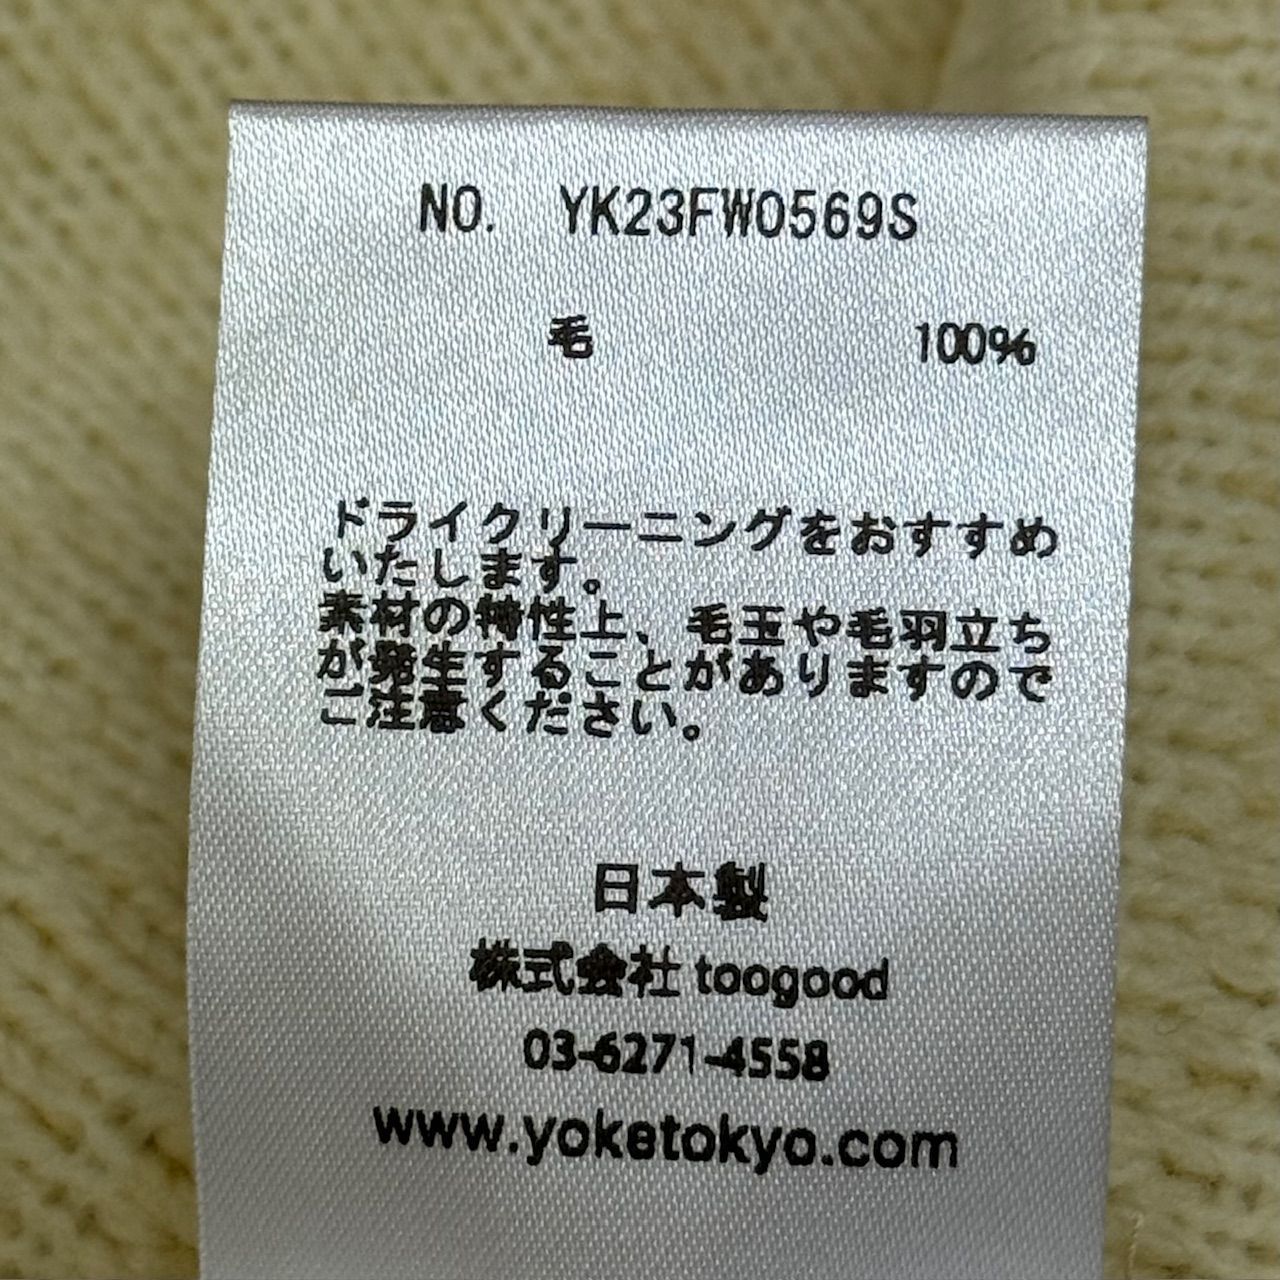 NO. YK23FW0569S
毛 100%
ドライクリーニングをおすすめ
いたします。
素材の特性上、毛玉や毛羽立ち
が発生することがありますので
ご注意ください。
日本製
株式会社 toogood
03-6271-4558
www.yoketokyo.com